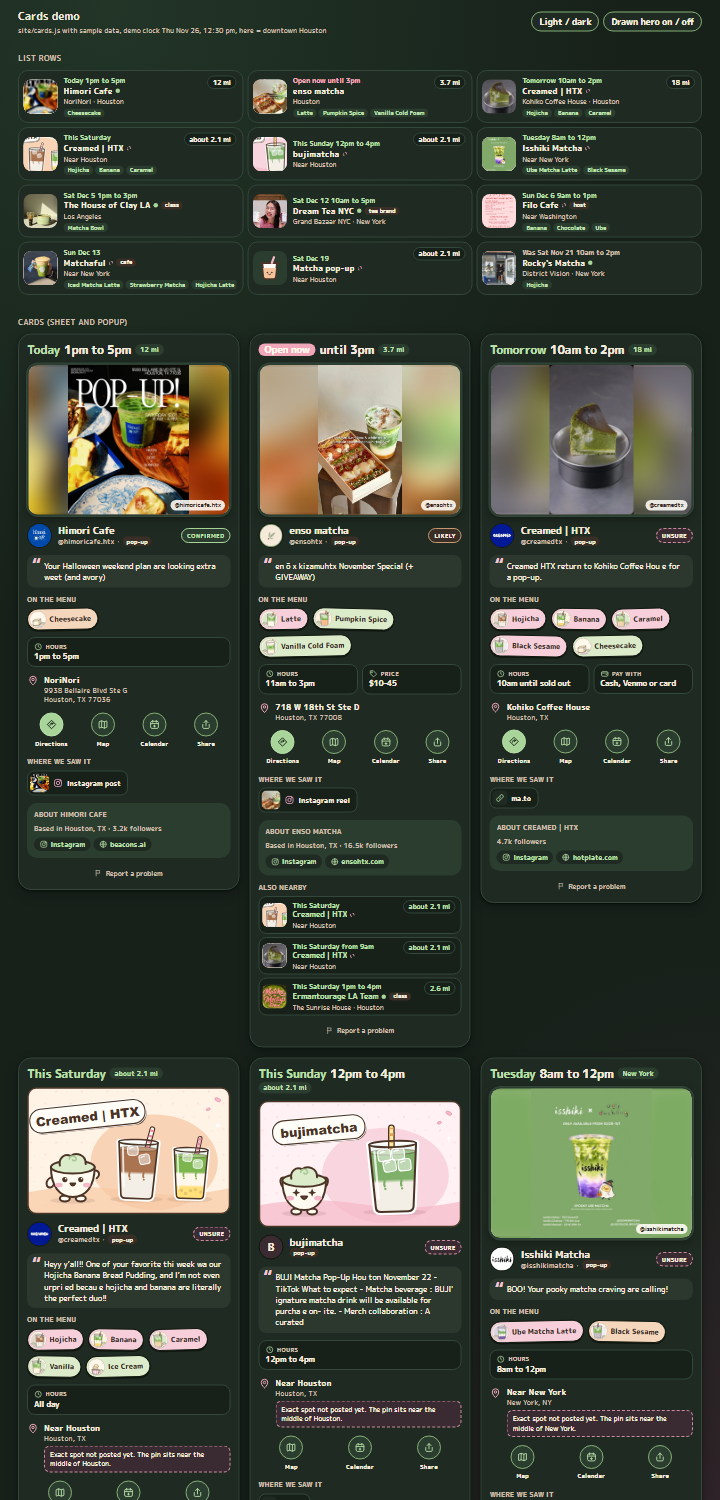 Cards demo
site/cards.js with sample data, demo clock Thu Nov 26, 12:30 pm, here = downtown Houston
Light / dark
Drawn hero on / off
LIST ROWS
Today 1pm to 5pm
12 mi
Himori Cafe
NoriNori · Houston
Cheesecake
Open now until 3pm
3.7 mi
enso matcha
Houston
Latte
Pumpkin Spice
Vanilla Cold Foam
Tomorrow 10am to 2pm
18 mi
Creamed | HTX
Kohiko Coffee House · Houston
Hojicha
Banana
Caramel
This Saturday
about 2.1 mi
Creamed | HTX
Near Houston
Hojicha
Banana
Caramel
This Sunday 12pm to 4pm
about 2.1 mi
bujimatcha
Near Houston
Tuesday 8am to 12pm
Isshiki Matcha
Near New York
Ube Matcha Latte
Black Sesame
Sat Dec 5 1pm to 3pm
The House of Clay LA
class
Los Angeles
Matcha Bowl
Sat Dec 12 10am to 5pm
Dream Tea NYC
tea brand
Grand Bazaar NYC · New York
Sun Dec 6 9am to 1pm
Filo Cafe
host
Near Washington
Banana
Chocolate
Ube
Sun Dec 13
Matchaful
cafe
Near New York
Iced Matcha Latte
Strawberry Matcha
Hojicha Latte
Sat Dec 19
about 2.1 mi
Matcha pop-up
Near Houston
Was Sat Nov 21 10am to 2pm
Rocky's Matcha
District Vision · New York
Hojicha
CARDS (SHEET AND POPUP)
Today 1pm to 5pm
12 mi
POP-UP!
@himoricafe.htx
Himori Cafe
@himoricafe.htx · pop-up
CONFIRMED
Your Halloween weekend plan are looking extra
weet (and avory)
ON THE MENU
Cheesecake
HOURS
1pm to 5pm
NoriNori
9938 Bellaire Blvd Ste G
Houston, TX 77036
Directions
Map
Calendar
Share
WHERE WE SAW IT
Instagram post
ABOUT HIMORI CAFE
Based in Houston, TX · 3.2k followers
Instagram
beacons.ai
Report a problem
Open now until 3pm
3.7 mi
@ensohtx
enso matcha
@ensohtx · pop-up
LIKELY
en ō x kizamuhtx November Special (+
GIVEAWAY)
ON THE MENU
Latte
Pumpkin Spice
Vanilla Cold Foam
HOURS
11am to 3pm
PRICE
$10-45
718 W 18th St Ste D
Houston, TX 77008
Directions
Map
Calendar
Share
WHERE WE SAW IT
Instagram reel
ABOUT ENSO MATCHA
Based in Houston, TX · 16.5k followers
Instagram
ensohtx.com
ALSO NEARBY
This Saturday
about 2.1 mi
Creamed | HTX
Near Houston
This Saturday from 9am
about 2.1 mi
Creamed | HTX
Near Houston
This Saturday 1pm to 4pm
2.6 mi
Ermantourage LA Team
class
The Sunrise House · Houston
Report a problem
Tomorrow 10am to 2pm
18 mi
@creamedtx
Creamed | HTX
@creamedtx · pop-up
UNSURE
Creamed HTX return to Kohiko Coffee Hou e for
a pop-up.
ON THE MENU
Hojicha
Banana
Caramel
Black Sesame
Cheesecake
HOURS
10am until sold out
PAY WITH
Cash, Venmo or card
Kohiko Coffee House
Houston, TX
Directions
Map
Calendar
Share
WHERE WE SAW IT
ma.to
ABOUT CREAMED | HTX
4.7k followers
Instagram
hotplate.com
Report a problem
This Saturday
about 2.1 mi
Creamed | HTX
Creamed | HTX
@creamedtx · pop-up
UNSURE
Heyy y'all!! One of your favorite thi week wa our
Hojicha Banana Bread Pudding, and I'm not even
urpri ed becau e hojicha and banana are literally
the perfect duo!!
ON THE MENU
Hojicha
Banana
Caramel
Vanilla
Ice Cream
HOURS
All day
Near Houston
Houston, TX
Exact spot not posted yet. The pin sits near the
middle of Houston.
This Sunday 12pm to 4pm
about 2.1 mi
bujimatcha
B
bujimatcha
pop-up
UNSURE
BUJI Matcha Pop-Up Hou ton November 22 -
TikTok What to expect - Matcha beverage : BUJI'
ignature matcha drink will be available for
purcha e on- ite. - Merch collaboration : A
curated
HOURS
12pm to 4pm
Near Houston
Houston, TX
Exact spot not posted yet. The pin sits near the
middle of Houston.
Map
Calendar
Share
WHERE WE SAW IT
Tuesday 8am to 12pm
New York
isshiki ×
isshiki
@isshikimatcha
Isshiki Matcha
@isshikimatcha · pop-up
UNSURE
BOO! Your pooky matcha craving are calling!
ON THE MENU
Ube Matcha Latte
Black Sesame
HOURS
8am to 12pm
Near New York
New York, NY
Exact spot not posted yet. The pin sits near the
middle of New York.
Map
Calendar
Share
WHERE WE SAW IT